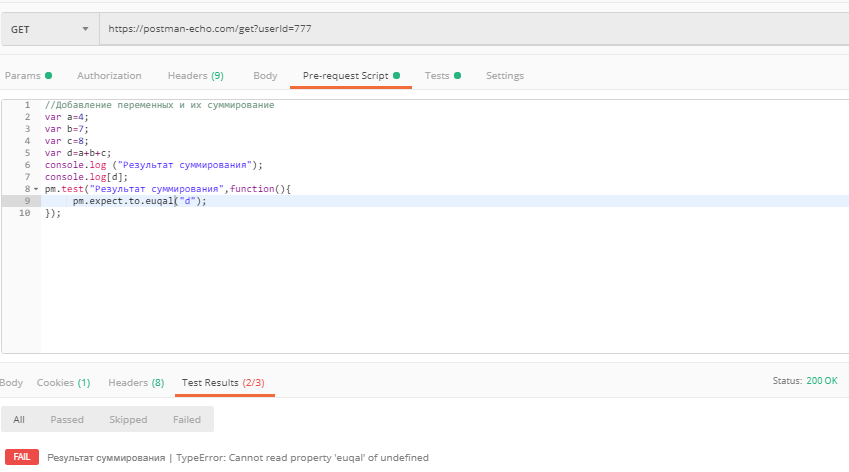 GET https://postman-echo.com/get?userId=777
Params Authorization Headers (9) Body Pre-request Script Tests Settings
1 //Добавление переменных и их суммирование
2 var a=4;
3 var b=7;
4 var c=8;
5 var d=a+b+c;
6 console.log ("Результат суммирования");
7 console.log[d];
8 pm.test("Результат суммирования",function(){
9 pm.expect.to.euqal("d");
10 });
Body Cookies (1) Headers (8) Test Results (2/3) Status: 200 OK
All Passed Skipped Failed
FAIL Результат суммирования | TypeError: Cannot read property 'euqal' of undefined